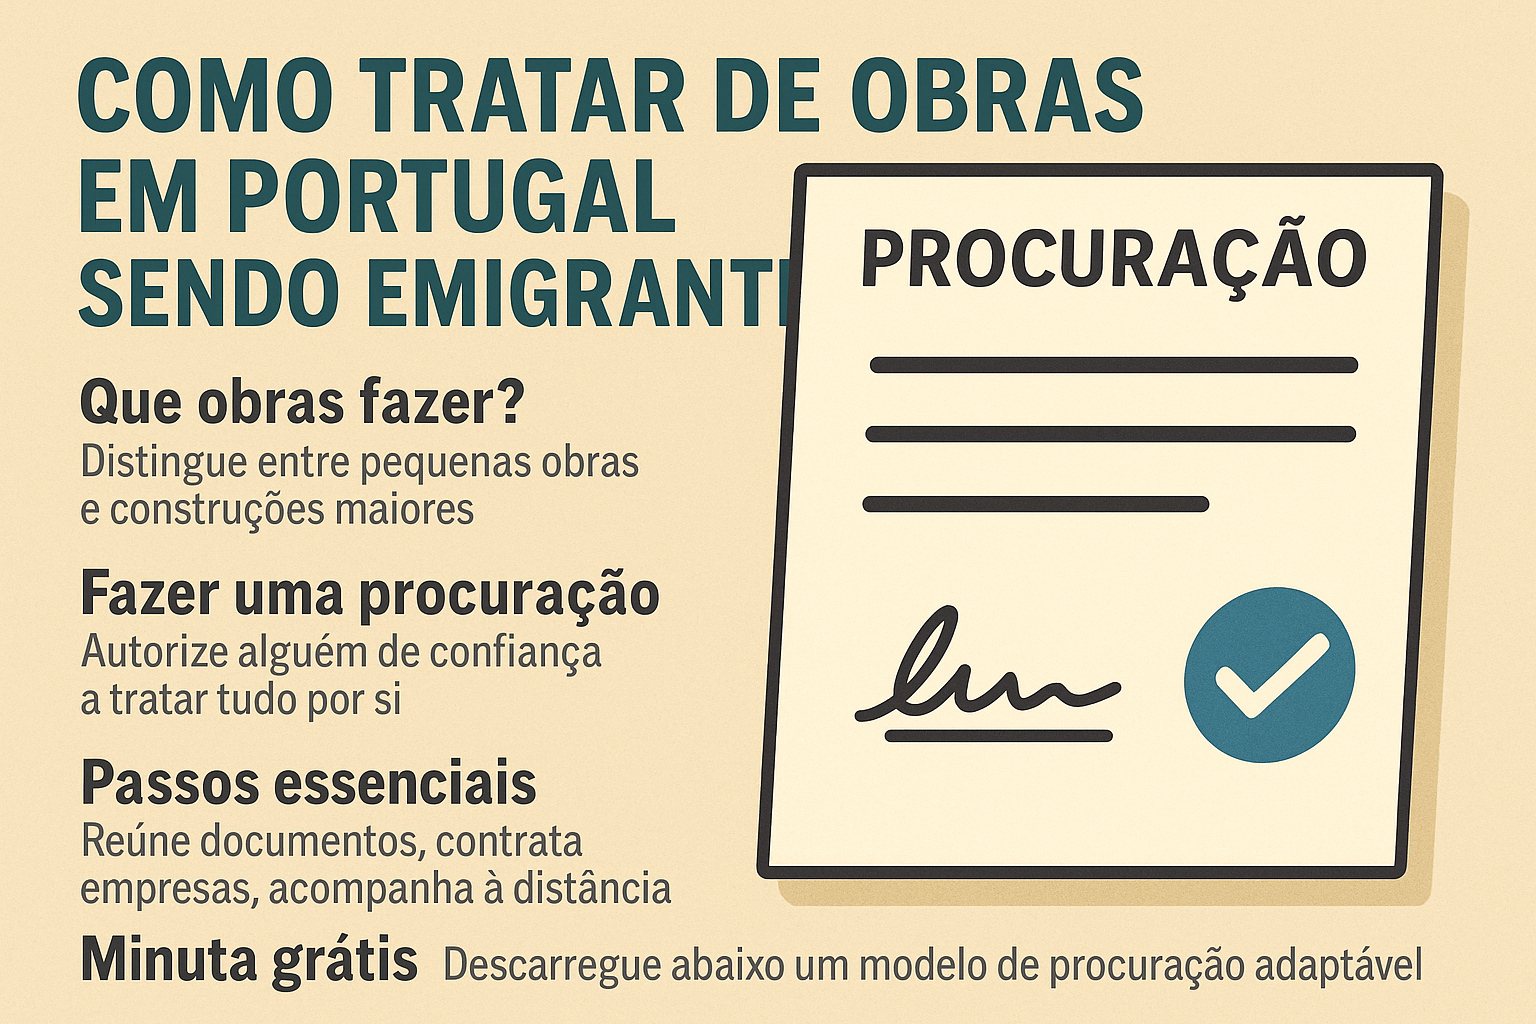 COMO TRATAR DE OBRAS
EM PORTUGAL
SENDO EMIGRANT
PROCURAÇÃO
Que obras fazer?
Distingue entre pequenas obras
e construções maiores
Fazer uma procuração
Autorize alguém de confiança
a tratar tudo por si
Passos essenciais
Reúne documentos, contrata
empresas, acompanha à distância
Minuta grátis Descarregue abaixo um modelo de procuração adaptável